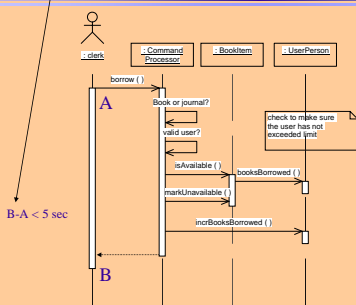 : clerk
: Command
Processor
: BookItem
: UserPerson
borrow ( )
A
Book or journal?
check to make sure
the user has not
exceeded limit
valid user?
isAvailable ( )
booksBorrowed ( )
markUnavailable ( )
B-A < 5 sec
incrBooksBorrowed ( )
B